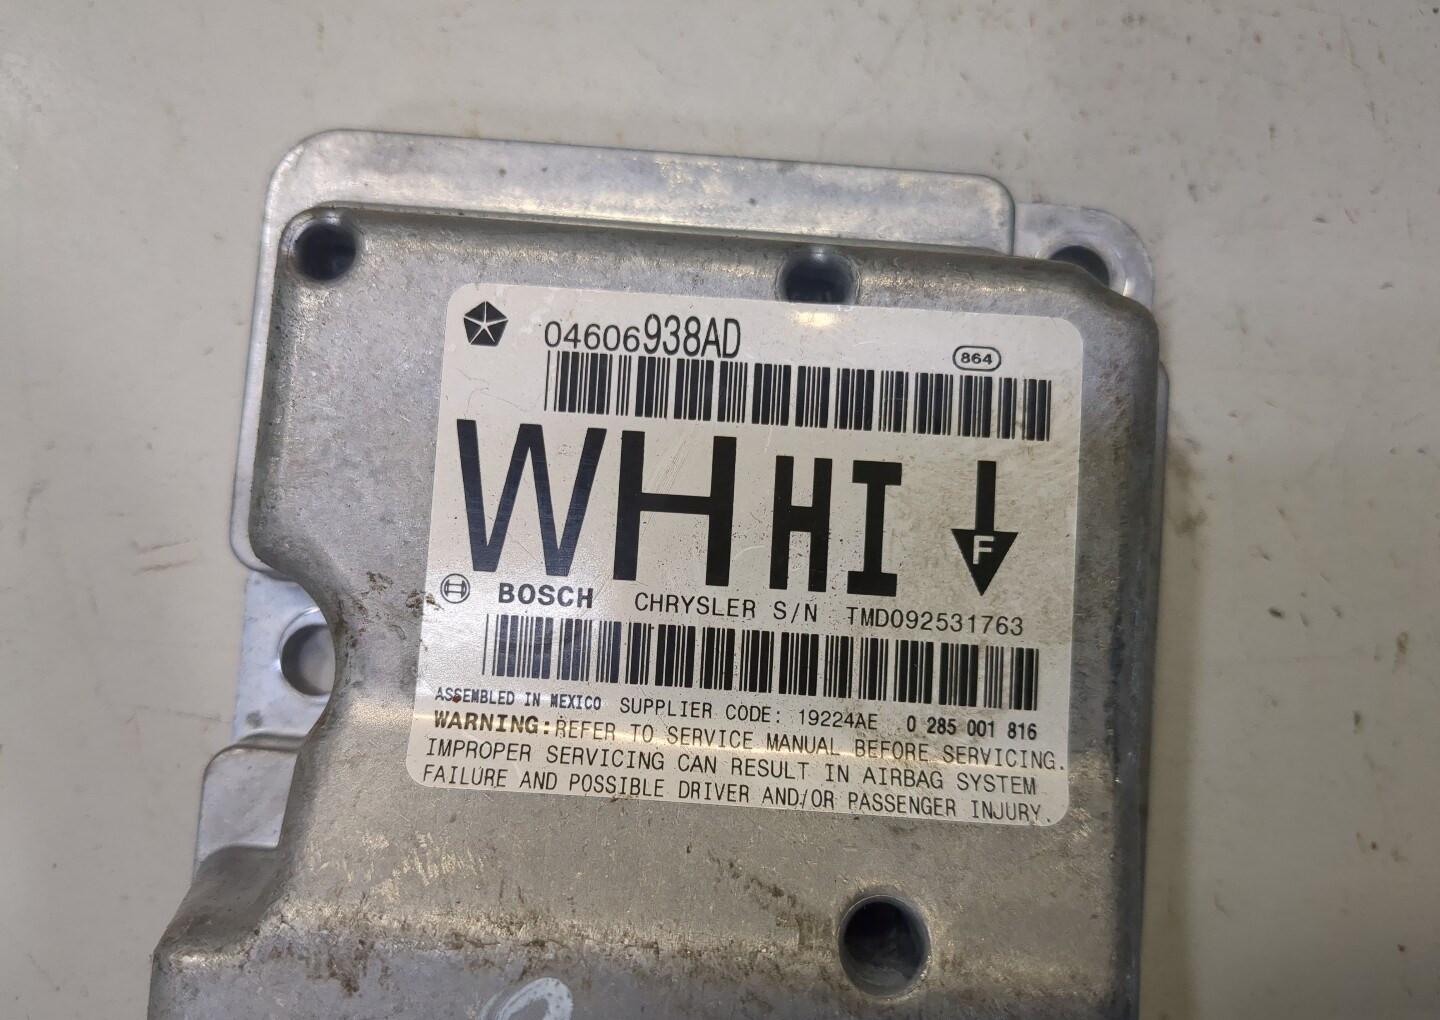 04606938AD
864
WH HI
F
BOSCH CHRYSLER S/N TMD092531763
ASSEMBLED IN MEXICO SUPPLIER CODE: 19224AE 0 285 001 816
WARNING: REFER TO SERVICE MANUAL BEFORE SERVICING.
IMPROPER SERVICING CAN RESULT IN AIRBAG SYSTEM
FAILURE AND POSSIBLE DRIVER AND/OR PASSENGER INJURY.